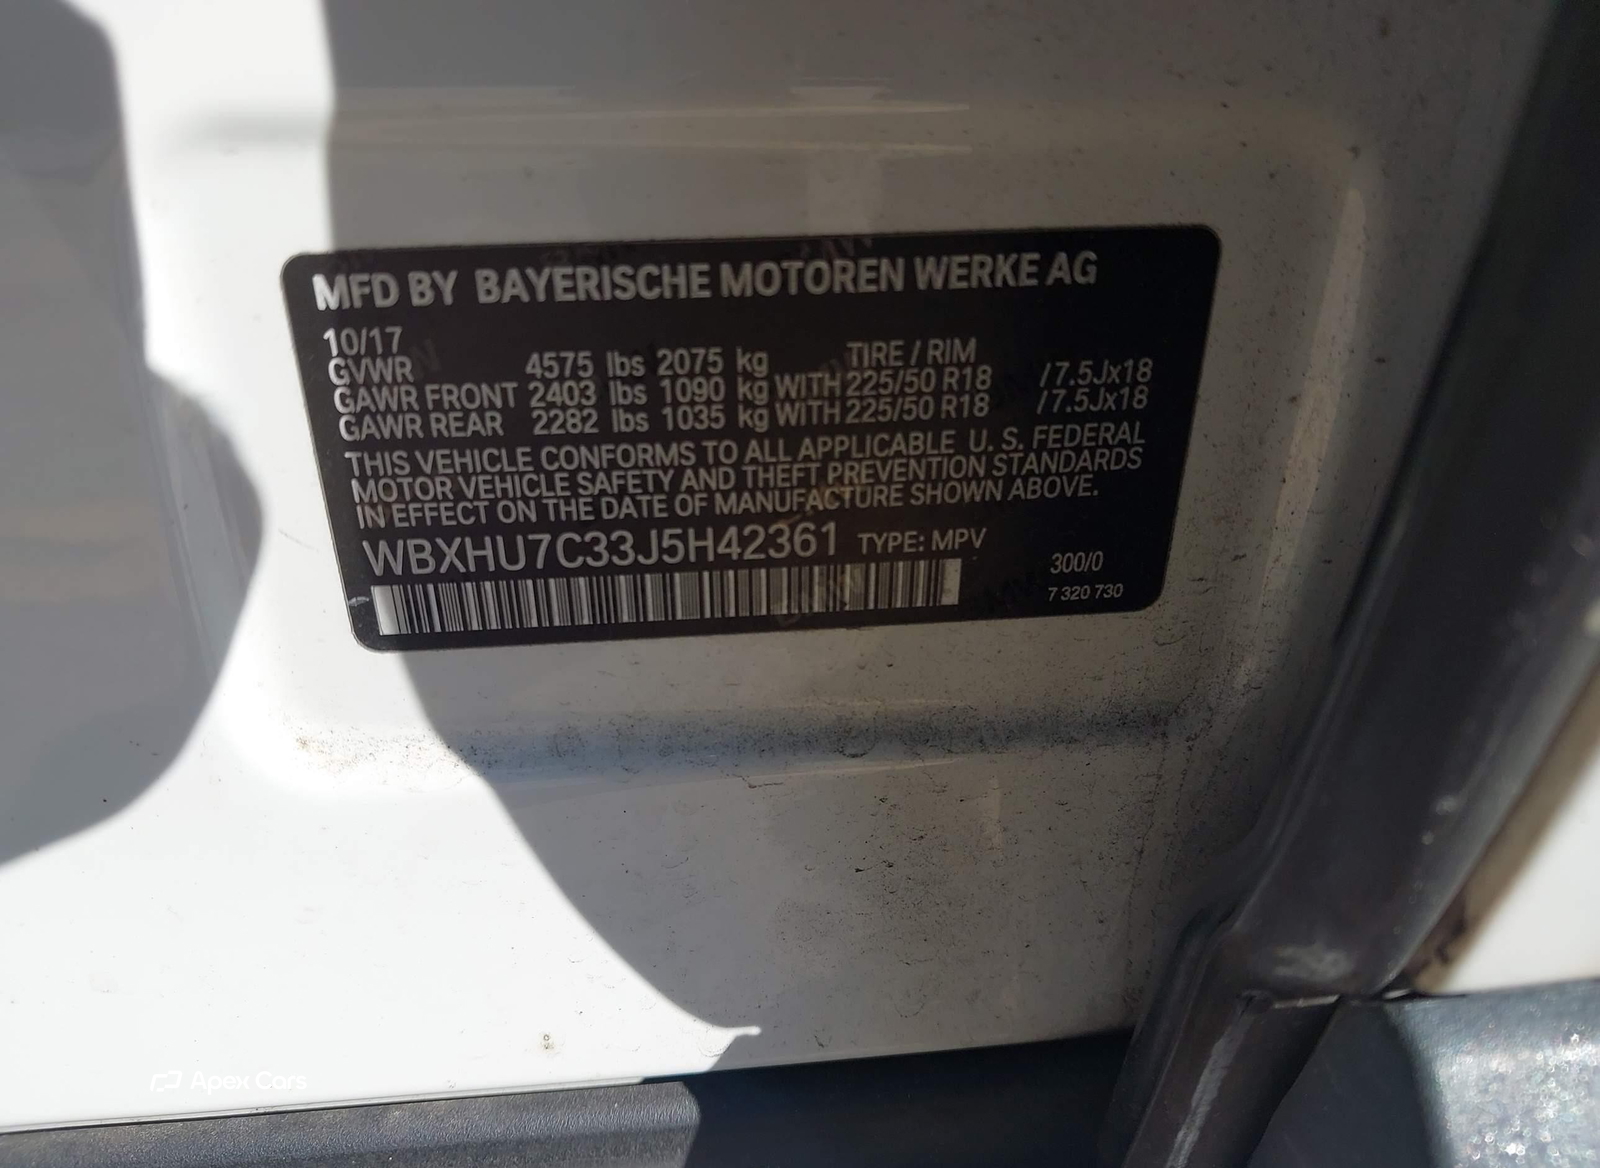 MFD BY BAYERISCHE MOTOREN WERKE AG
10/17
GVWR 4575 lbs 2075 kg TIRE / RIM
GAWR FRONT 2403 lbs 1090 kg WITH 225/50 R18 /7.5Jx18
GAWR REAR 2282 lbs 1035 kg WITH 225/50 R18 /7.5Jx18
THIS VEHICLE CONFORMS TO ALL APPLICABLE U. S. FEDERAL
MOTOR VEHICLE SAFETY AND THEFT PREVENTION STANDARDS
IN EFFECT ON THE DATE OF MANUFACTURE SHOWN ABOVE.
WBXHU7C33J5H42361 TYPE: MPV
300/0
7 320 730
Apex Cars